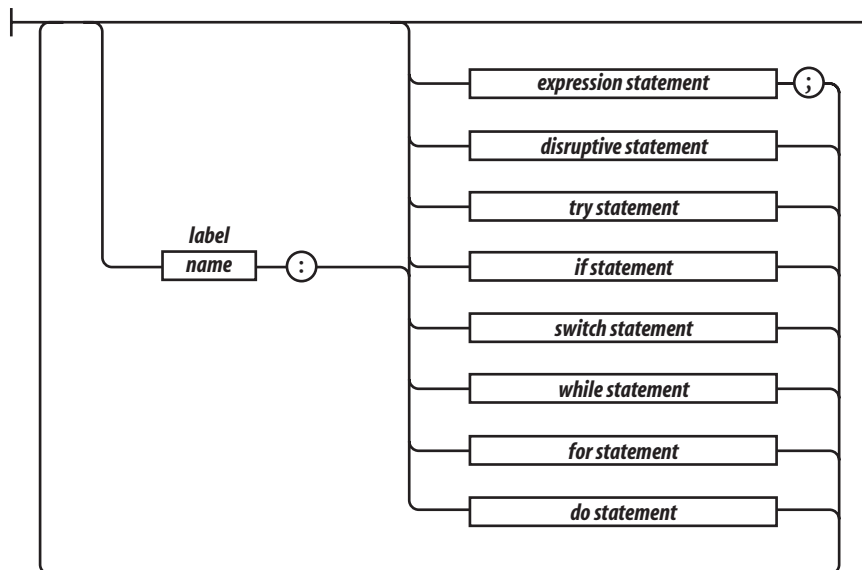 expression statement ;
disruptive statement
try statement
label
name :
if statement
switch statement
while statement
for statement
do statement